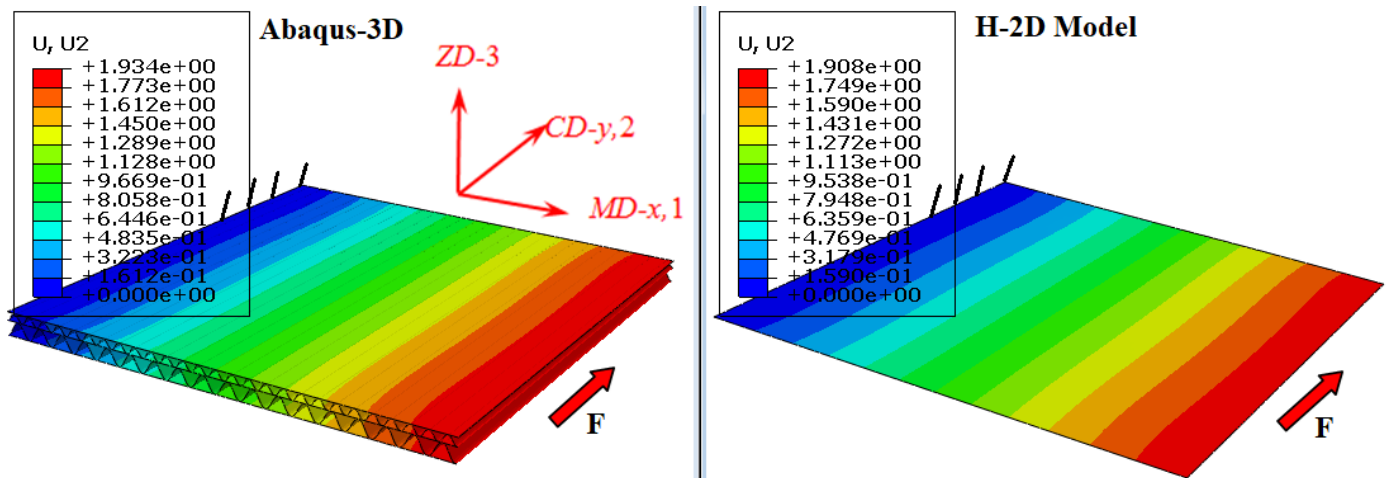 Abaqus-3D
U, U2
+1.934e+00
+1.773e+00
+1.612e+00
+1.450e+00
+1.289e+00
+1.128e+00
+9.669e-01
+8.058e-01
+6.446e-01
+4.835e-01
+3.223e-01
+1.612e-01
+0.000e+00
ZD-3
CD-y,2
MD-x,1
F
H-2D Model
U, U2
+1.908e+00
+1.749e+00
+1.590e+00
+1.431e+00
+1.272e+00
+1.113e+00
+9.538e-01
+7.948e-01
+6.359e-01
+4.769e-01
+3.179e-01
+1.590e-01
+0.000e+00
F